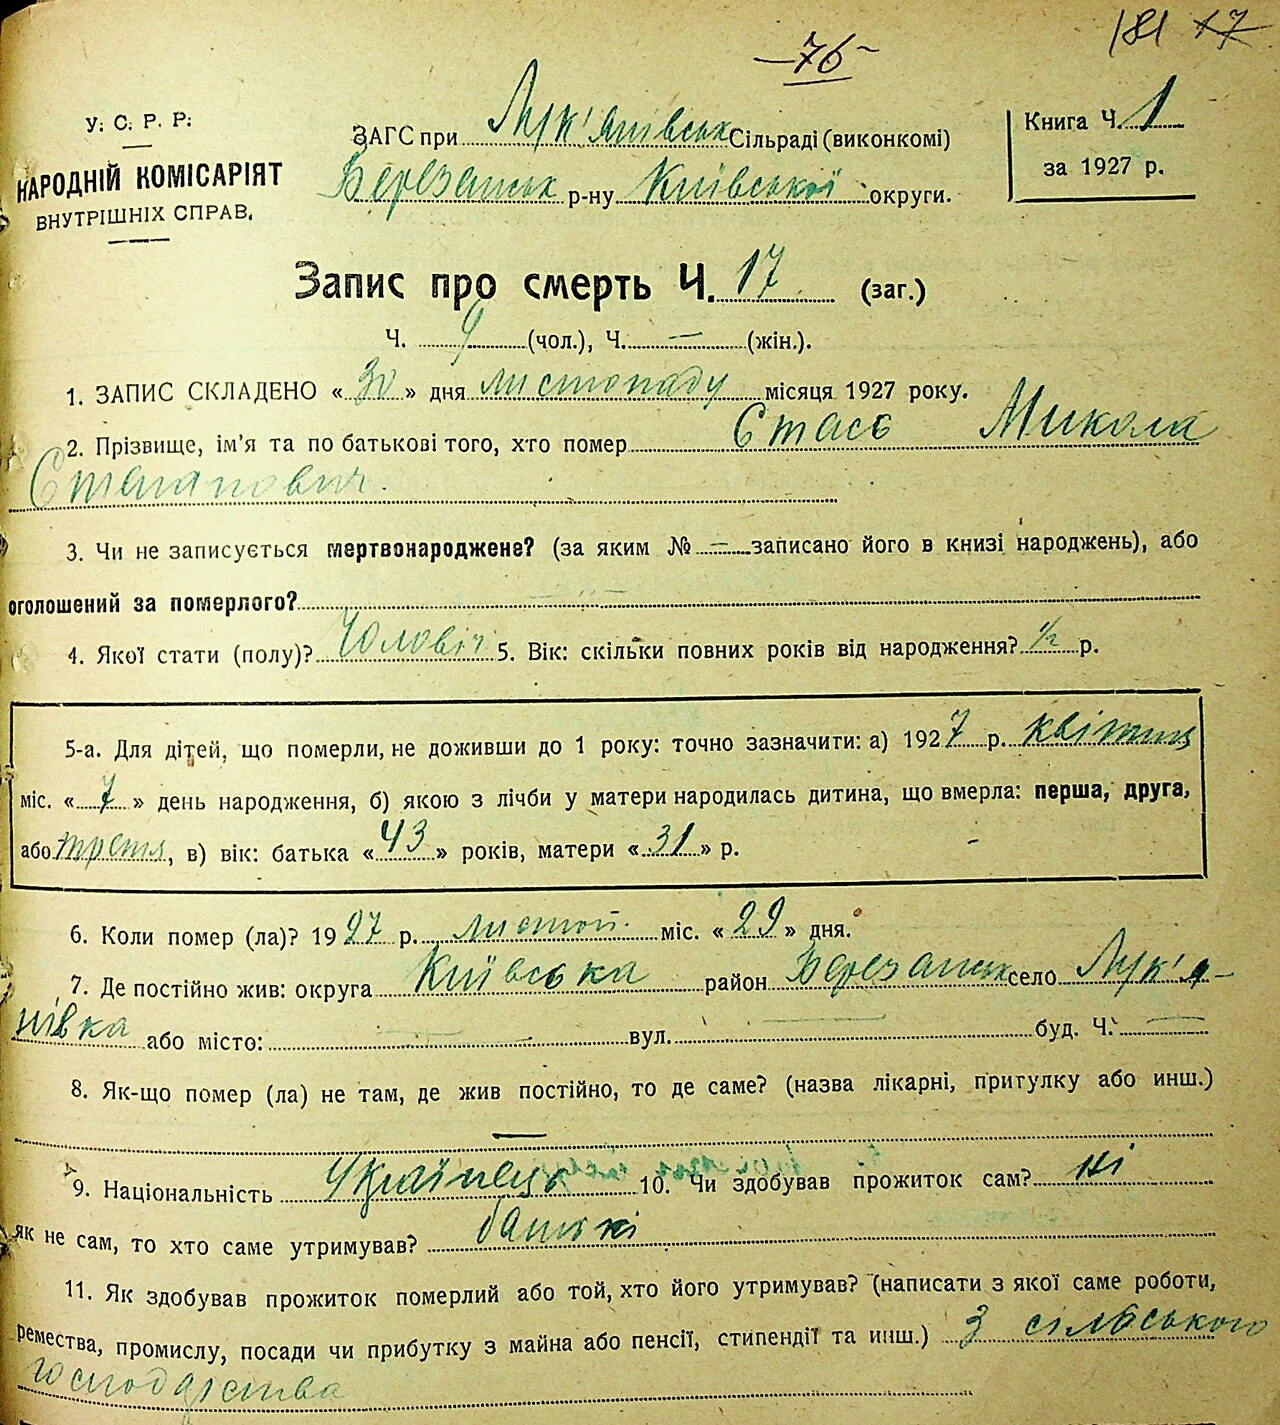 181 17
—76—
У. С. Р. Р.
НАРОДНІЙ КОМІСАРІЯТ
ВНУТРІШНІХ СПРАВ.
ЗАГС при Лук'янівськ Сільраді (виконкомі)
Березанськ р-ну Київської округи.
Книга Ч. 1
за 1927 р.
Запис про смерть Ч. 17 (заг.)
Ч. 9 (чол.), Ч. — (жін.).
1. ЗАПИС СКЛАДЕНО « 30 » дня листопаду місяця 1927 року.
2. Прізвище, ім'я та по батькові того, хто помер Стась Микола
Степанович.
3. Чи не записується мертвонароджене? (за яким № — записано його в книзі народжень), або
оголошений за померлого?
4. Якої стати (полу)? Чоловіч 5. Вік: скільки повних років від народження? ½ р.
5-а. Для дітей, що померли, не доживши до 1 року: точно зазначити: а) 1927 р. квітня
міс. « 7 » день народження, б) якою з лічби у матери народилась дитина, що вмерла: перша, друга,
або третя, в) вік: батька « 43 » років, матери « 31 » р.
6. Коли помер (ла)? 1927 р. листоп. міс. « 29 » дня.
7. Де постійно жив: округа Київська район Березанськ село Лук'я-
нівка або місто: — вул. — буд. Ч. —
8. Як-що помер (ла) не там, де жив постійно, то де саме? (назва лікарні, притулку або инш.)
—
9. Національність Українець 10. Чи здобував прожиток сам? ні
як не сам, то хто саме утримував? батькі
11. Як здобував прожиток померлий або той, хто його утримував? (написати з якої саме роботи,
ремества, промислу, посади чи прибутку з майна або пенсії, стипендії та инш.) З сільського
господарства